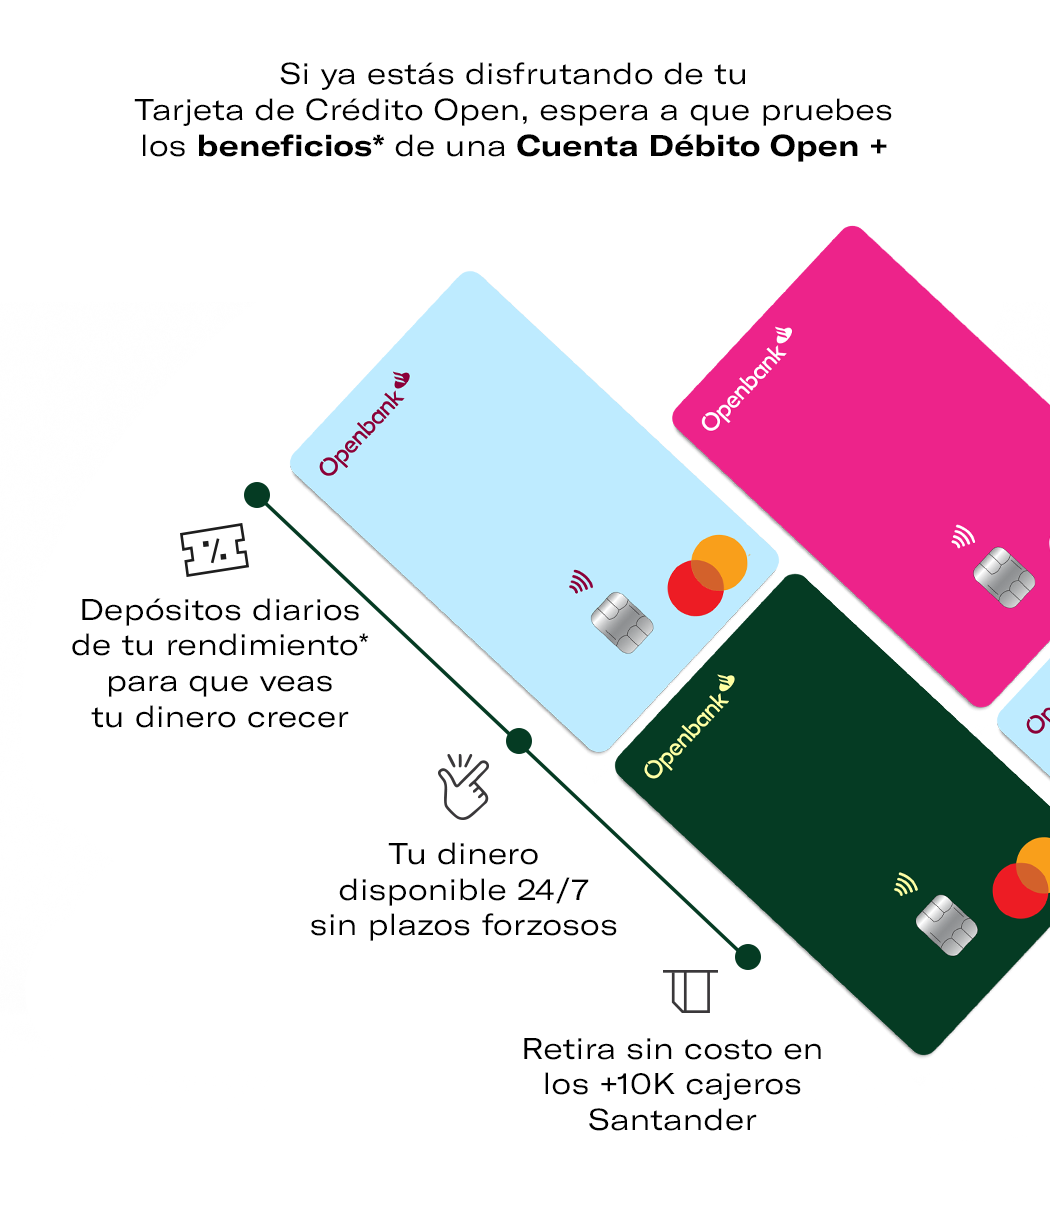 Si ya estás disfrutando de tu
Tarjeta de Crédito Open, espera a que pruebes
los beneficios* de una Cuenta Débito Open +
Openbank
Openbank
Depósitos diarios
de tu rendimiento*
para que veas
tu dinero crecer
Openbank
Op
Tu dinero
disponible 24/7
sin plazos forzosos
Retira sin costo en
los +10K cajeros
Santander